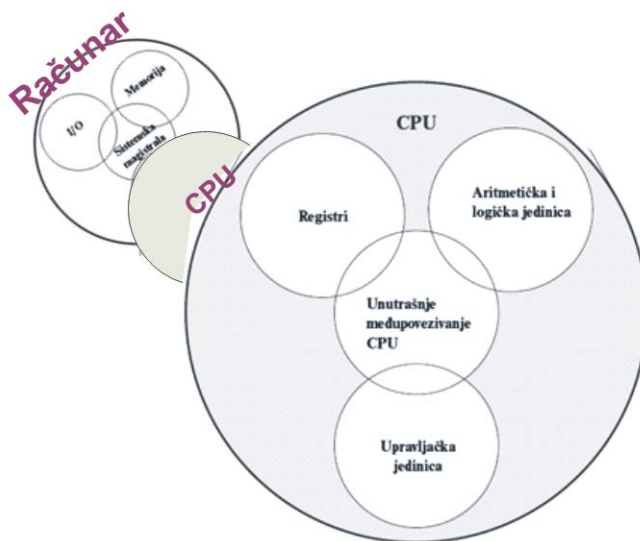 Računar
Memorija
I/O
Sistemska
magistrala
CPU
CPU
Registri
Aritmetička i
logička jedinica
Unutrašnje
međupovezivanje
CPU
Upravljačka
jedinica